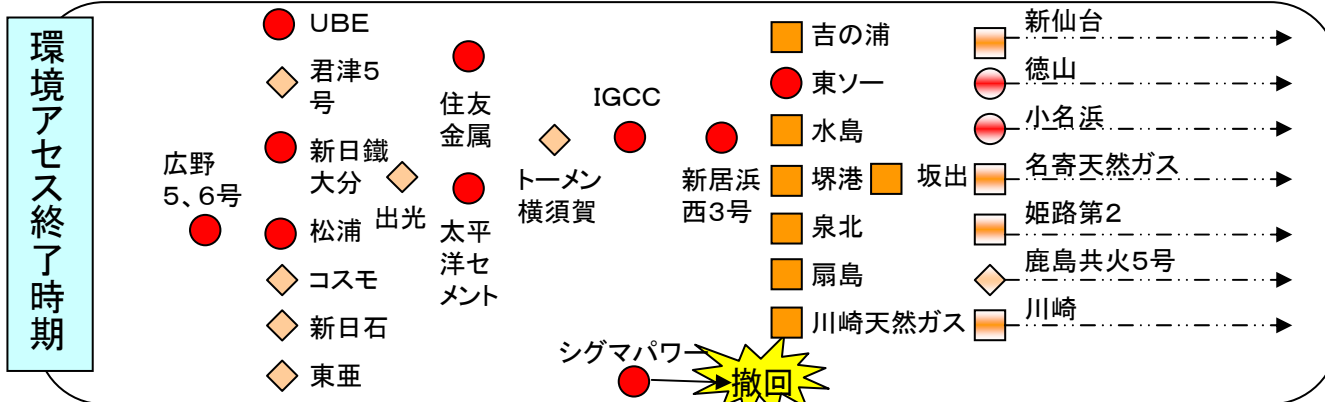 環境アセス終了時期
広野
5、6号
UBE
君津5
号
新日鐵
大分
松浦
コスモ
新日石
東亜
出光
住友
金属
太平
洋セ
メント
トーメン
横須賀
IGCC
シグマパワー
撤回
新居浜
西3号
吉の浦
東ソー
水島
堺港
泉北
扇島
川崎天然ガス
坂出
新仙台
徳山
小名浜
名寄天然ガス
姫路第2
鹿島共火5号
川崎